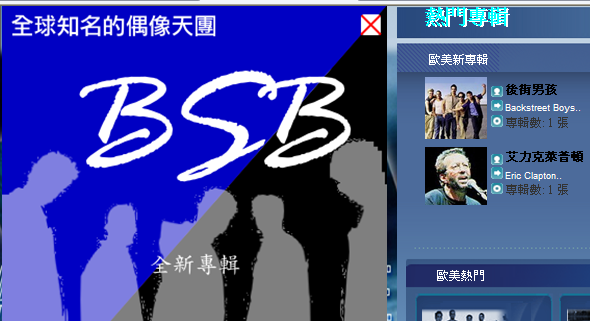 全球知名的偶像天團
BSB
全新專輯
熱門專輯
歐美新專輯
後街男孩
Backstreet Boys..
專輯數: 1 張
艾力克萊普頓
Eric Clapton..
專輯數: 1 張
歐美熱門